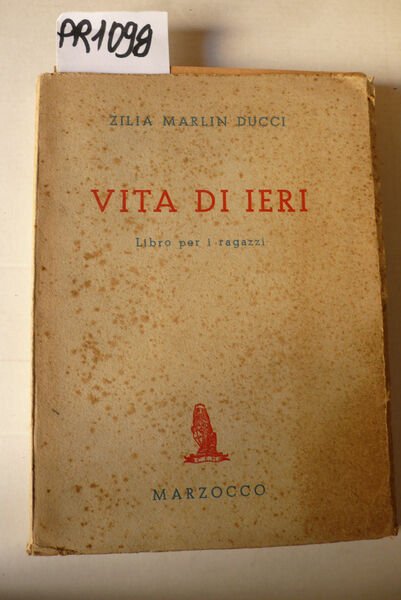 PR1098
ZILIA MARLIN DUCCI
VITA DI IERI
Libro per i ragazzi
MARZOCCO